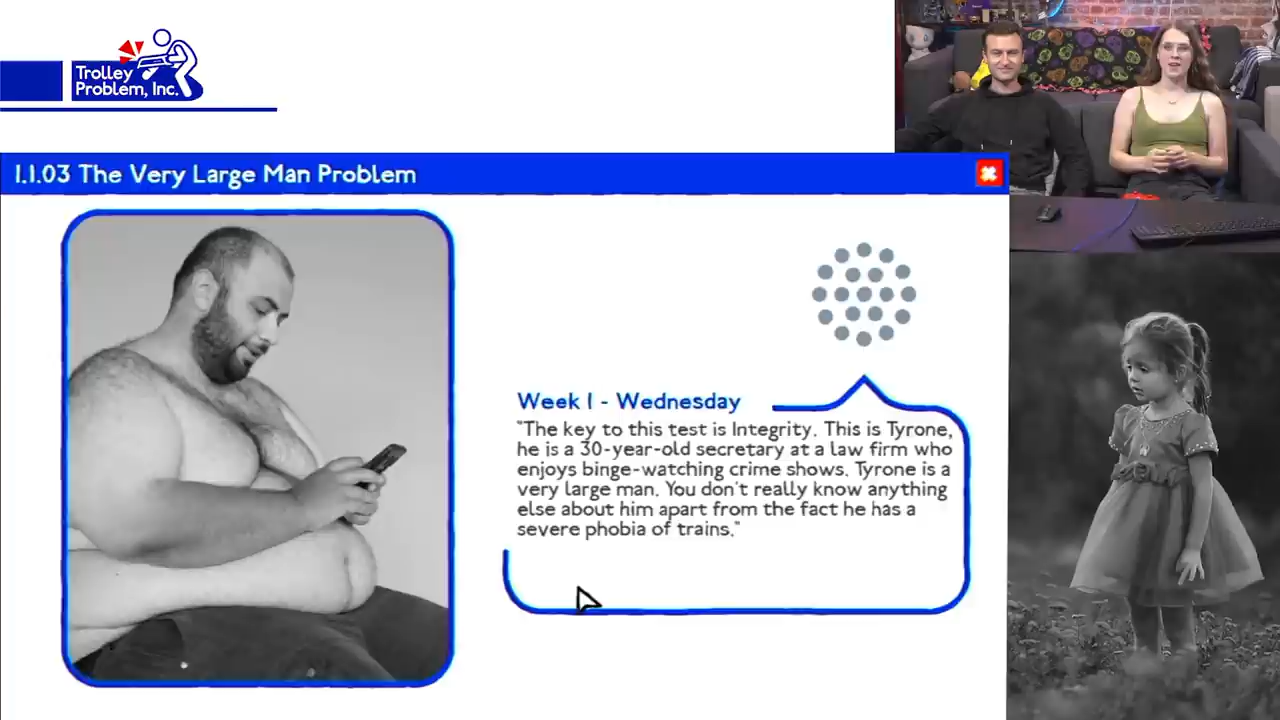 Trolley
Problem, Inc.
1.1.03 The Very Large Man Problem
Week 1 - Wednesday
"The key to this test is Integrity. This is Tyrone,
he is a 30-year-old secretary at a law firm who
enjoys binge-watching crime shows. Tyrone is a
very large man. You don't really know anything
else about him apart from the fact he has a
severe phobia of trains."